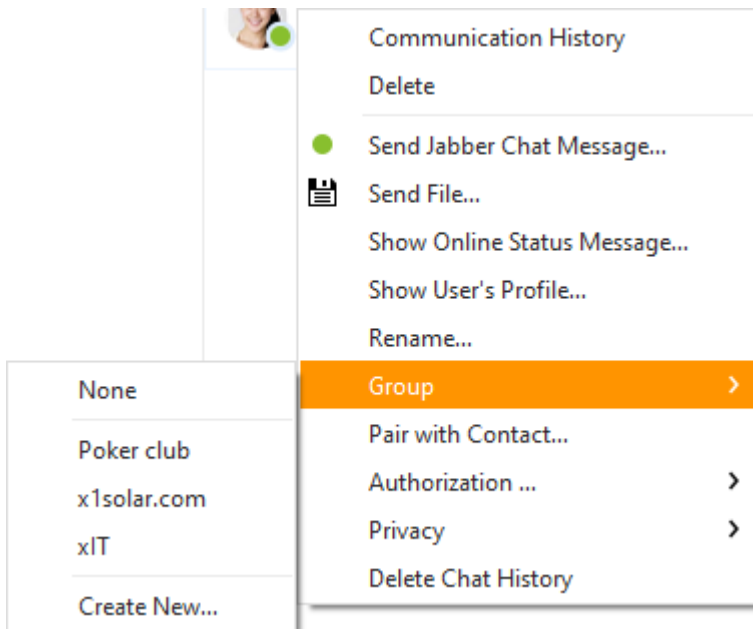 Communication History
Delete
Send Jabber Chat Message...
Send File...
Show Online Status Message...
Show User's Profile...
Rename...
Group
Pair with Contact...
Authorization ...
Privacy
Delete Chat History
None
Poker club
x1solar.com
xIT
Create New...